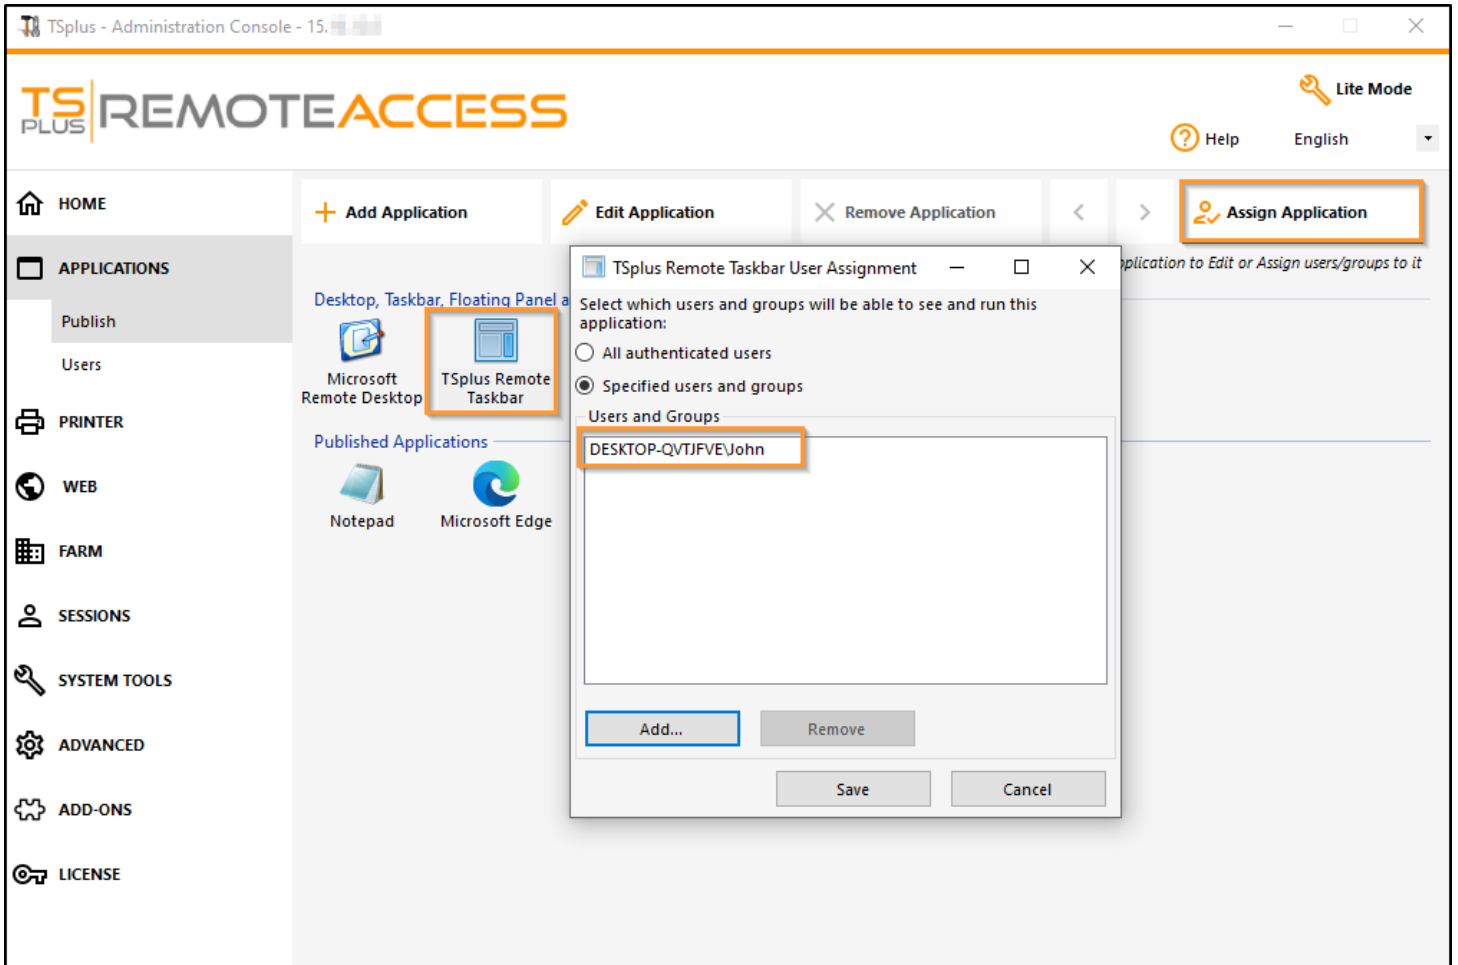 TSplus - Administration Console - 15.
TS PLUS REMOTEACCESS
Lite Mode
Help
English
HOME
APPLICATIONS
Publish
Users
PRINTER
WEB
FARM
SESSIONS
SYSTEM TOOLS
ADVANCED
ADD-ONS
LICENSE
Add Application
Edit Application
Remove Application
Assign Application
to Edit or Assign users/groups to it
Desktop, Taskbar, Floating Panel
Microsoft
Remote Desktop
TSplus Remote
Taskbar
Published Applications
Notepad
Microsoft Edge
TSplus Remote Taskbar User Assignment
Select which users and groups will be able to see and run this
application:
All authenticated users
Specified users and groups
Users and Groups
DESKTOP-QVTJFVE\John
Add...
Remove
Save
Cancel